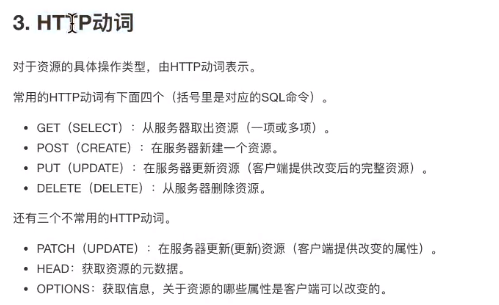 3. HTTP动词
对于资源的具体操作类型，由HTTP动词表示。
常用的HTTP动词有下面四个（括号里是对应的SQL命令）。
• GET（SELECT）：从服务器取出资源（一项或多项）。
• POST（CREATE）：在服务器新建一个资源。
• PUT（UPDATE）：在服务器更新资源（客户端提供改变后的完整资源）。
• DELETE（DELETE）：从服务器删除资源。
还有三个不常用的HTTP动词。
• PATCH（UPDATE）：在服务器更新(更新)资源（客户端提供改变的属性）。
• HEAD：获取资源的元数据。
• OPTIONS：获取信息，关于资源的哪些属性是客户端可以改变的。